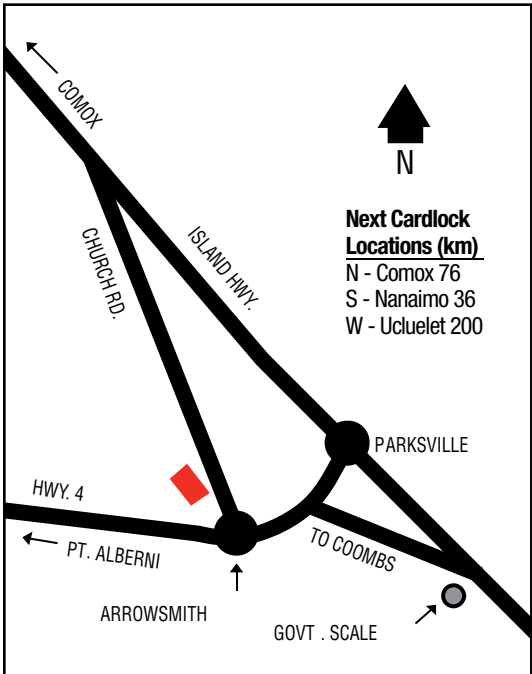 COMOX
N
Next Cardlock
Locations (km)
N - Comox 76
S - Nanaimo 36
W - Ucluelet 200
CHURCH RD.
ISLAND HWY.
PARKSVILLE
HWY. 4
PT. ALBERNI
TO COOMBS
ARROWSMITH
GOVT . SCALE